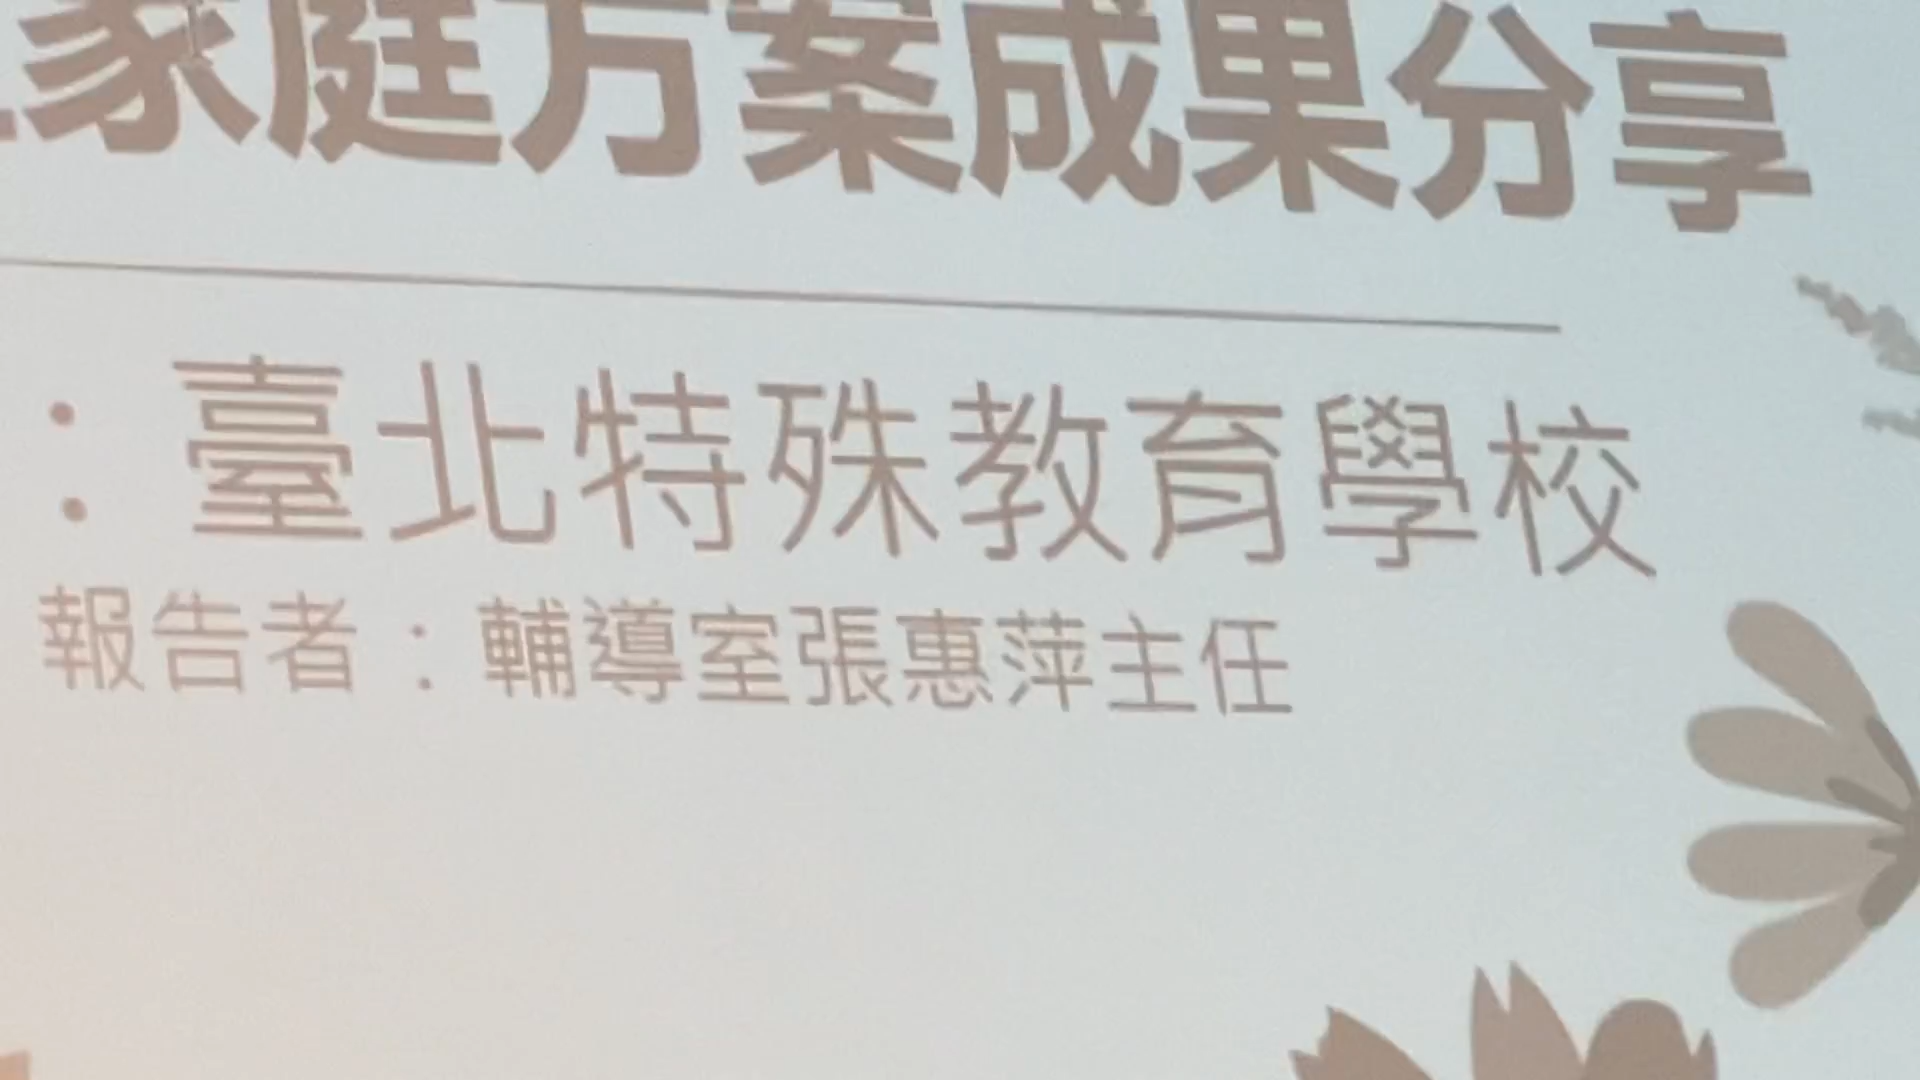 家庭方案成果分享
：臺北特殊教育學校
報告者：輔導室張惠萍主任